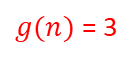 g(n) = 3